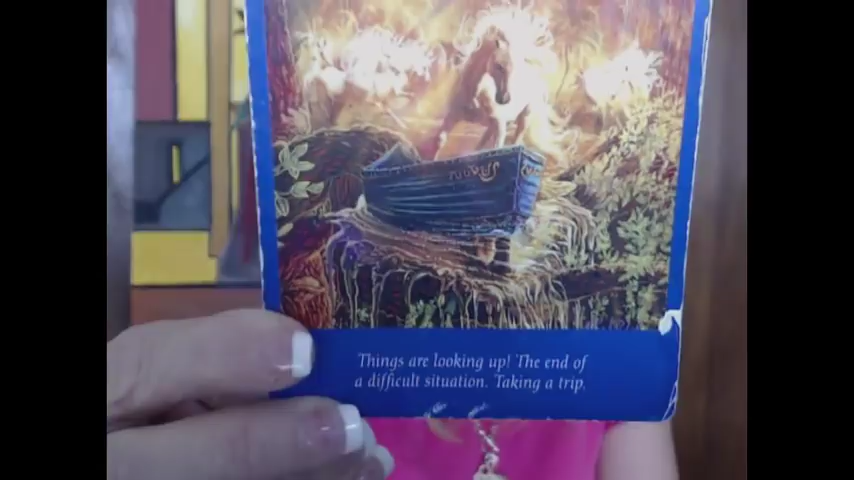 Things are looking up! The end of
a difficult situation. Taking a trip.